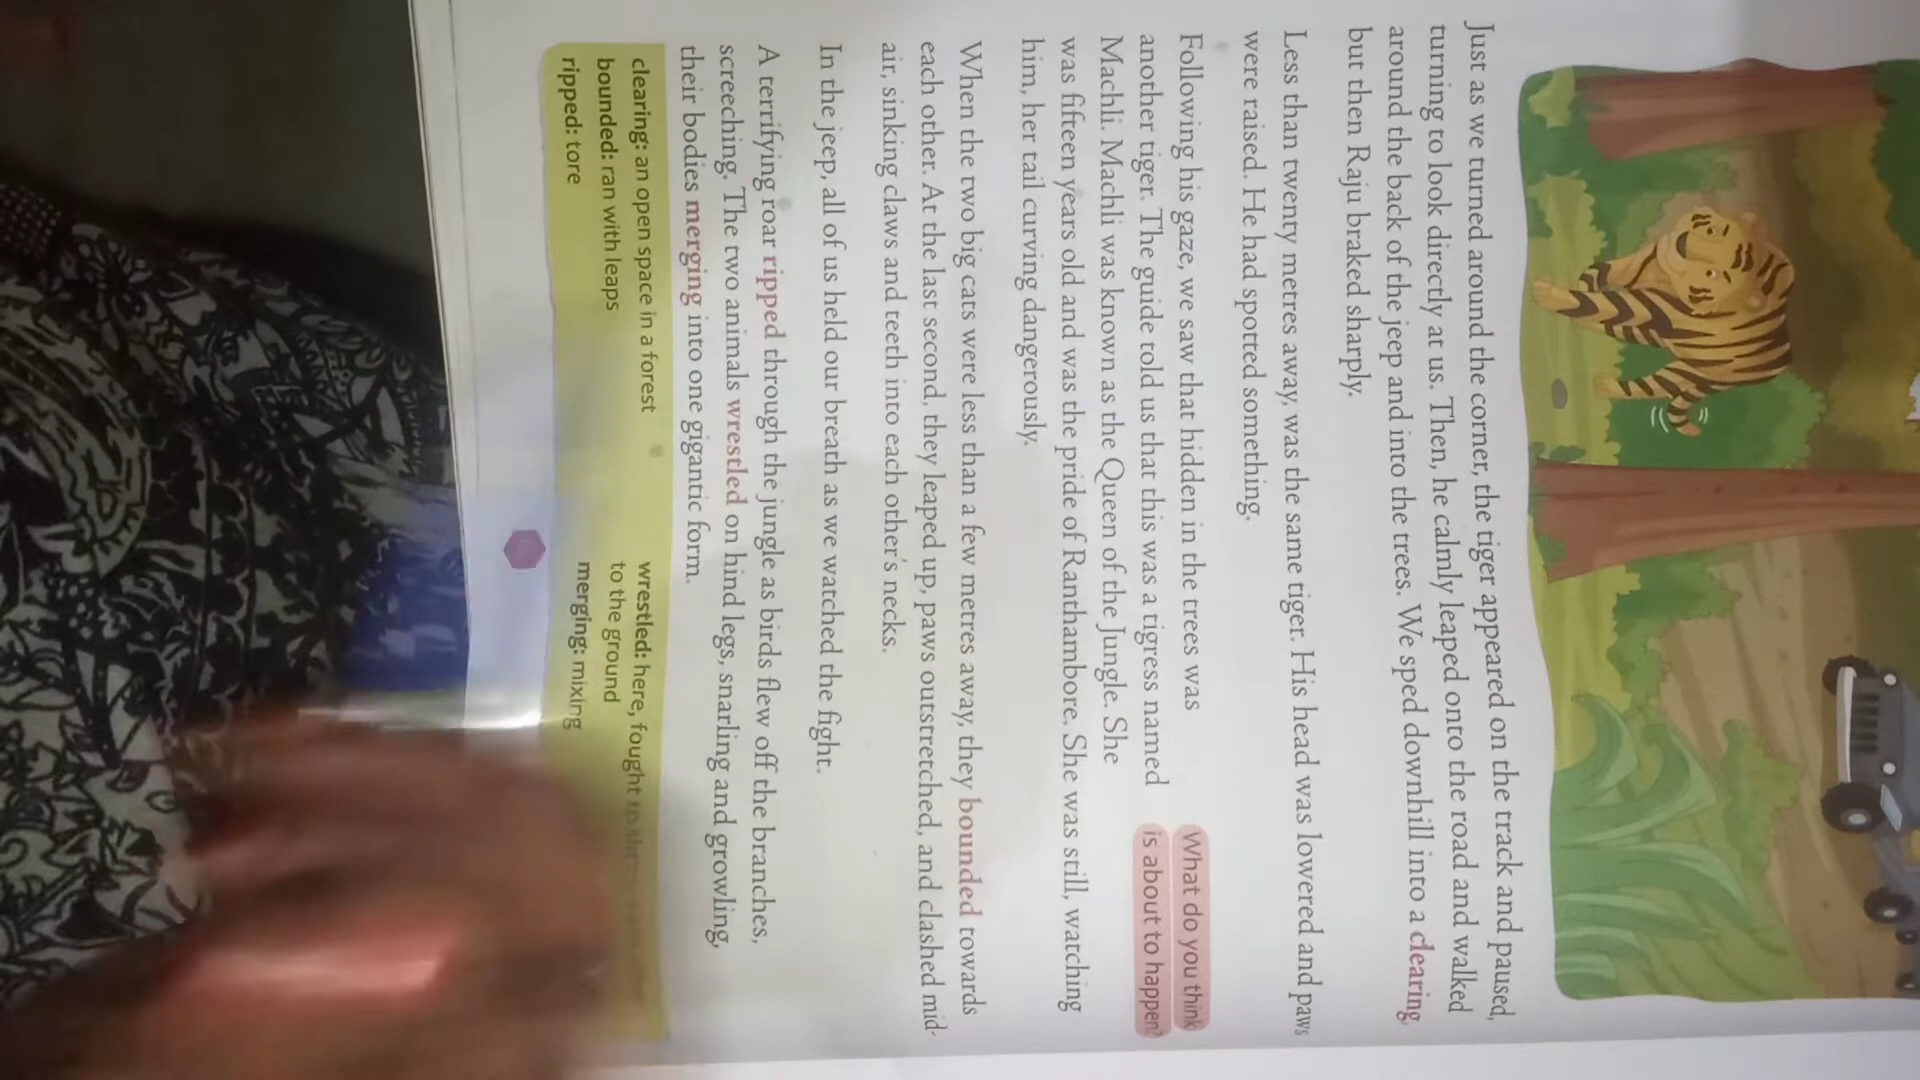 Just as we turned around the corner, the tiger appeared on the track and paused,
turning to look directly at us. Then, he calmly leaped onto the road and walked
around the back of the jeep and into the trees. We sped downhill into a clearing,
but then Raju braked sharply.
Less than twenty metres away, was the same tiger. His head was lowered and paws
were raised. He had spotted something.
Following his gaze, we saw that hidden in the trees was
another tiger. The guide told us that this was a tigress named
Machli. Machli was known as the Queen of the Jungle. She
was fifteen years old and was the pride of Ranthambore. She was still, watching
him, her tail curving dangerously.
What do you think
is about to happen?
When the two big cats were less than a few metres away, they bounded towards
each other. At the last second, they leaped up, paws outstretched, and clashed mid-
air, sinking claws and teeth into each other's necks.
In the jeep, all of us held our breath as we watched the fight.
A terrifying roar ripped through the jungle as birds flew off the branches,
screeching. The two animals wrestled on hind legs, snarling and growling,
their bodies merging into one gigantic form.
clearing: an open space in a forest
bounded: ran with leaps
ripped: tore
wrestled: here, fought to
to the ground
merging: mixing